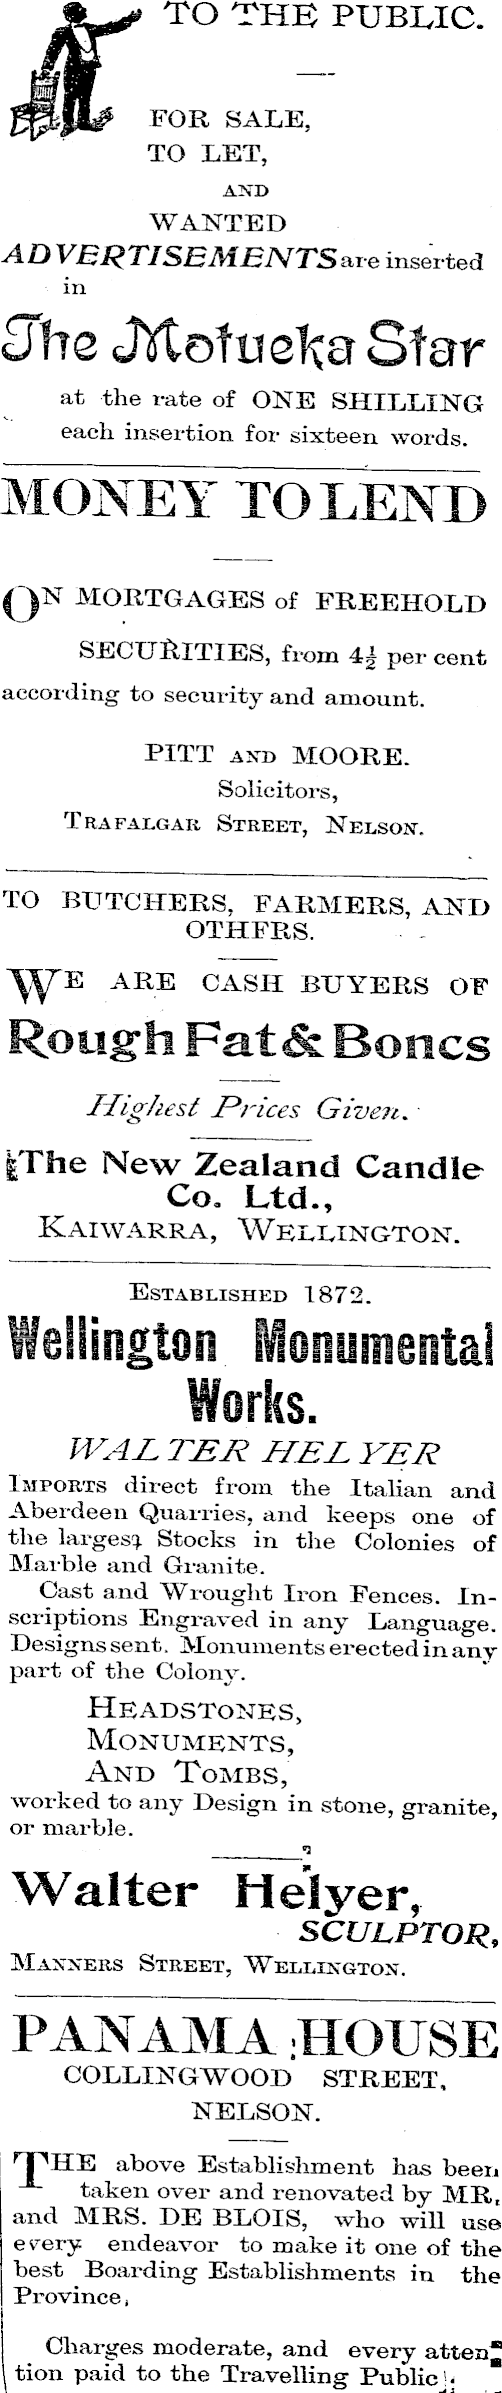 TO THE PUBLIC.
FOR SALE,
TO LET,
AND
WANTED
ADVERTISEMENTS are inserted
in
The Motueka Star
at the rate of ONE SHILLING
each insertion for sixteen words.
MONEY TO LEND
ON MORTGAGES of FREEHOLD
SECURITIES, from 4½ per cent
according to security and amount.
PITT AND MOORE.
Solicitors,
TRAFALGAR STREET, NELSON.
TO BUTCHERS, FARMERS, AND
OTHFRS.
WE ARE CASH BUYERS OF
Rough Fat & Bones
Highest Prices Given.
The New Zealand Candle
Co. Ltd.,
KAIWARRA, WELLINGTON.
ESTABLISHED 1872.
Wellington Monumental
Works.
WALTER HELYER
IMPORTS direct from the Italian and
Aberdeen Quarries, and keeps one of
the largest Stocks in the Colonies of
Marble and Granite.
Cast and Wrought Iron Fences. In-
scriptions Engraved in any Language.
Designs sent. Monuments erected in any
part of the Colony.
HEADSTONES,
MONUMENTS,
AND TOMBS,
worked to any Design in stone, granite,
or marble.
Walter Helyer,
SCULPTOR,
MANNERS STREET, WELLINGTON.
PANAMA HOUSE
COLLINGWOOD STREET,
NELSON.
THE above Establishment has been
taken over and renovated by MR,
and MRS. DE BLOIS, who will use
every endeavor to make it one of the
best Boarding Establishments in the
Province,
Charges moderate, and every atten-
tion paid to the Travelling Public.